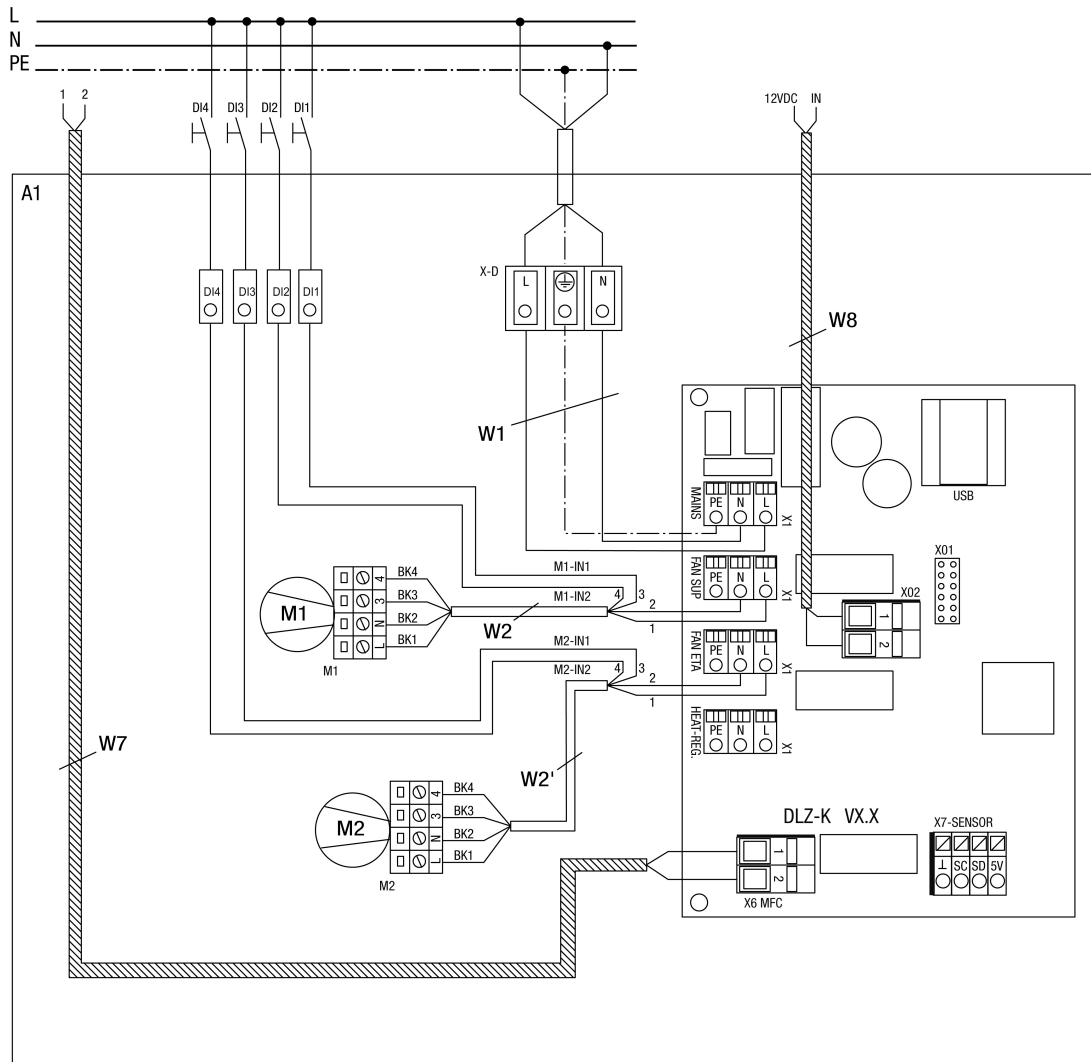 L
N
PE
1 2
DI4 DI3 DI2 DI1
12VDC IN
A1
X-D
L N
DI4 DI3 DI2 DI1
W8
W1
USB
MAINS
PE N L
X1
X01
FAN SUP
PE N L
X1
X02
1
2
M1-IN1
M1-IN2
4 3
2
1
BK4
BK3
BK2
BK1
4
3
N
L
M1
M1
W2
M2-IN1
M2-IN2
4 3
2
1
FAN ETA
PE N L
X1
HEAT-REG.
PE N L
X1
W7
W2'
BK4
BK3
BK2
BK1
4
3
N
L
M2
M2
DLZ-K VX.X
X7-SENSOR
⊥ SC SD 5V
1
2
X6 MFC